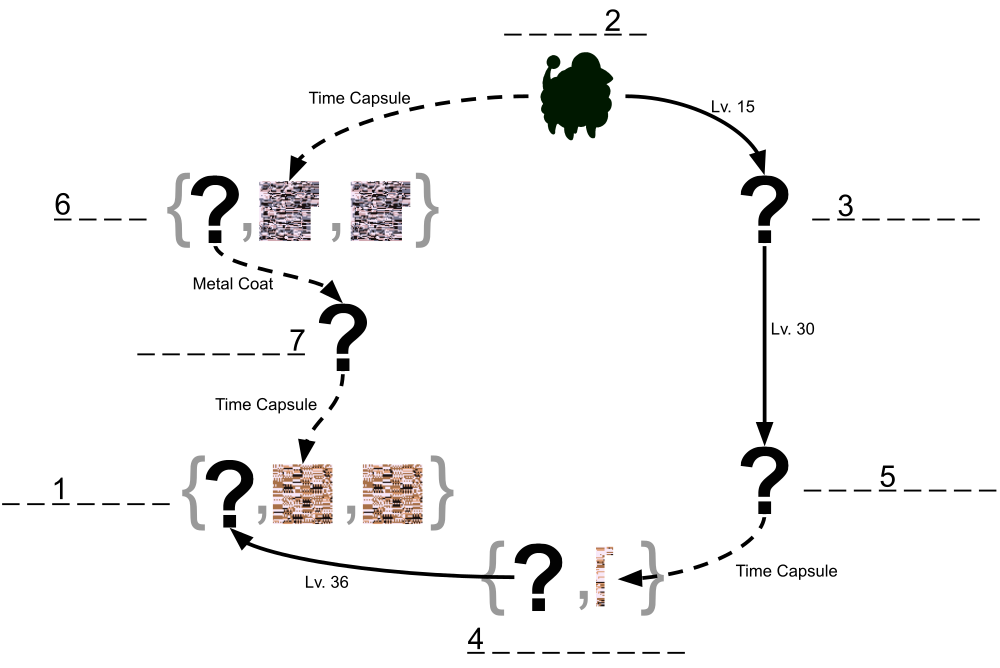 2
Time Capsule
Lv. 15
6 {?, , }
? 3
Metal Coat
7 ?
Lv. 30
Time Capsule
1 {?, , }
? 5
{?, }
Time Capsule
Lv. 36
4